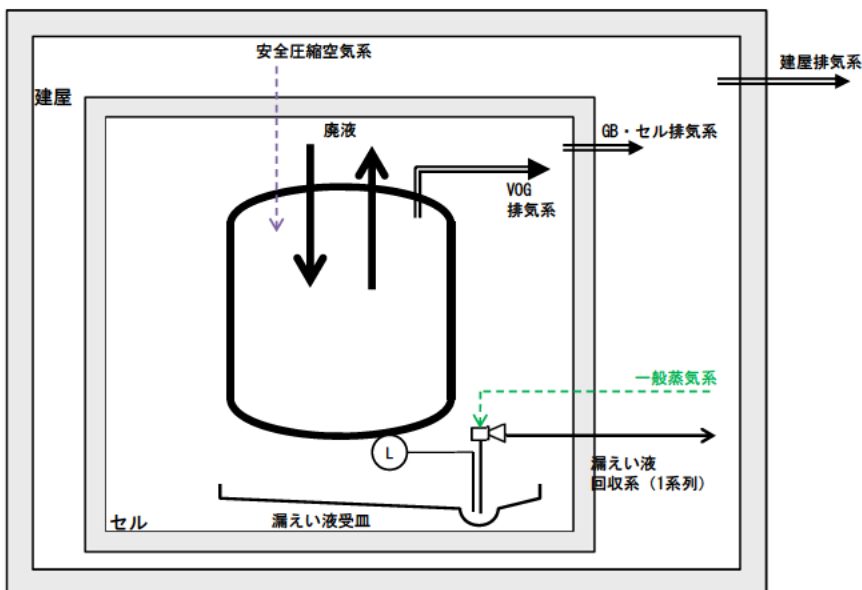 安全圧縮空気系
建屋排気系
建屋
廃液
GB・セル排気系
VOG
排気系
一般蒸気系
L
漏えい液
回収系(1系列)
漏えい液受皿
セル